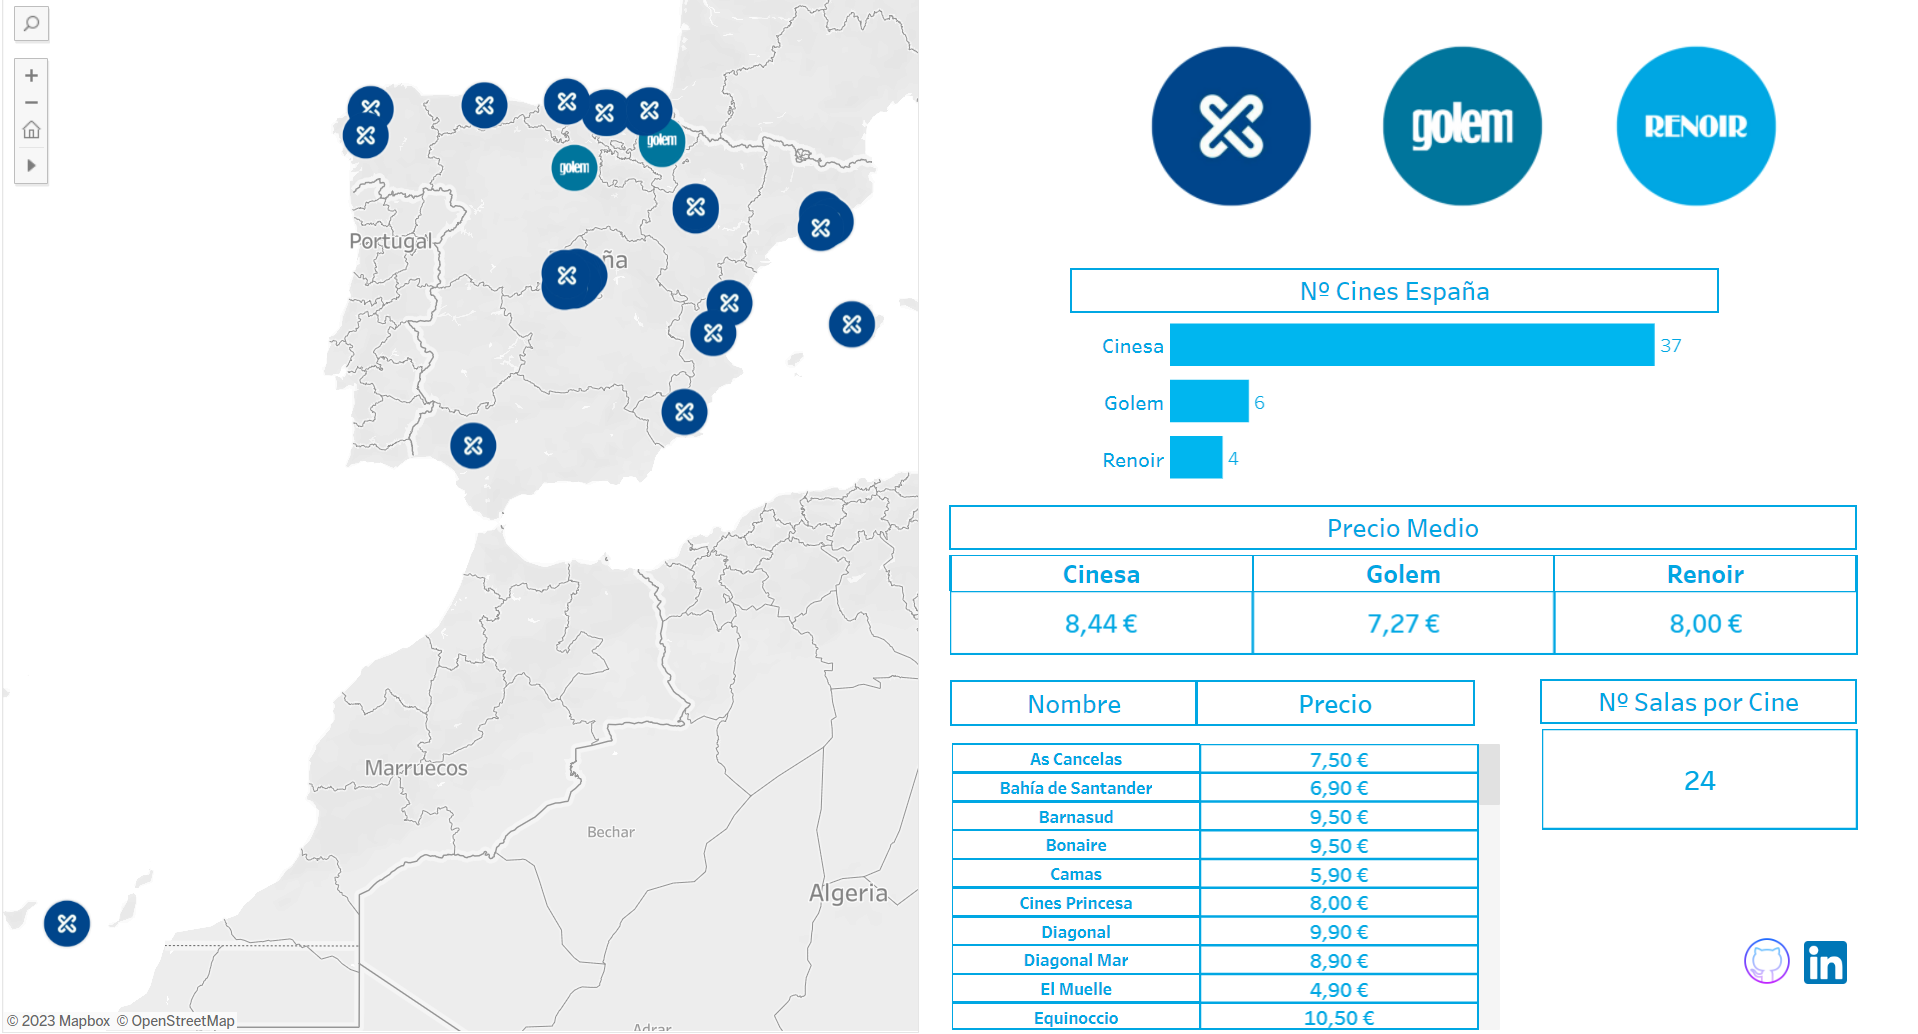 golem
golem
Portugal
ña
Marruecos
Bechar
Algeria
© 2023 Mapbox © OpenStreetMap
golem
RENOIR
Nº Cines España
Cinesa 37
Golem 6
Renoir 4
Precio Medio
Cinesa Golem Renoir
8,44 € 7,27 € 8,00 €
Nombre Precio
As Cancelas 7,50 €
Bahía de Santander 6,90 €
Barnasud 9,50 €
Bonaire 9,50 €
Camas 5,90 €
Cines Princesa 8,00 €
Diagonal 9,90 €
Diagonal Mar 8,90 €
El Muelle 4,90 €
Equinoccio 10,50 €
Nº Salas por Cine
24
in